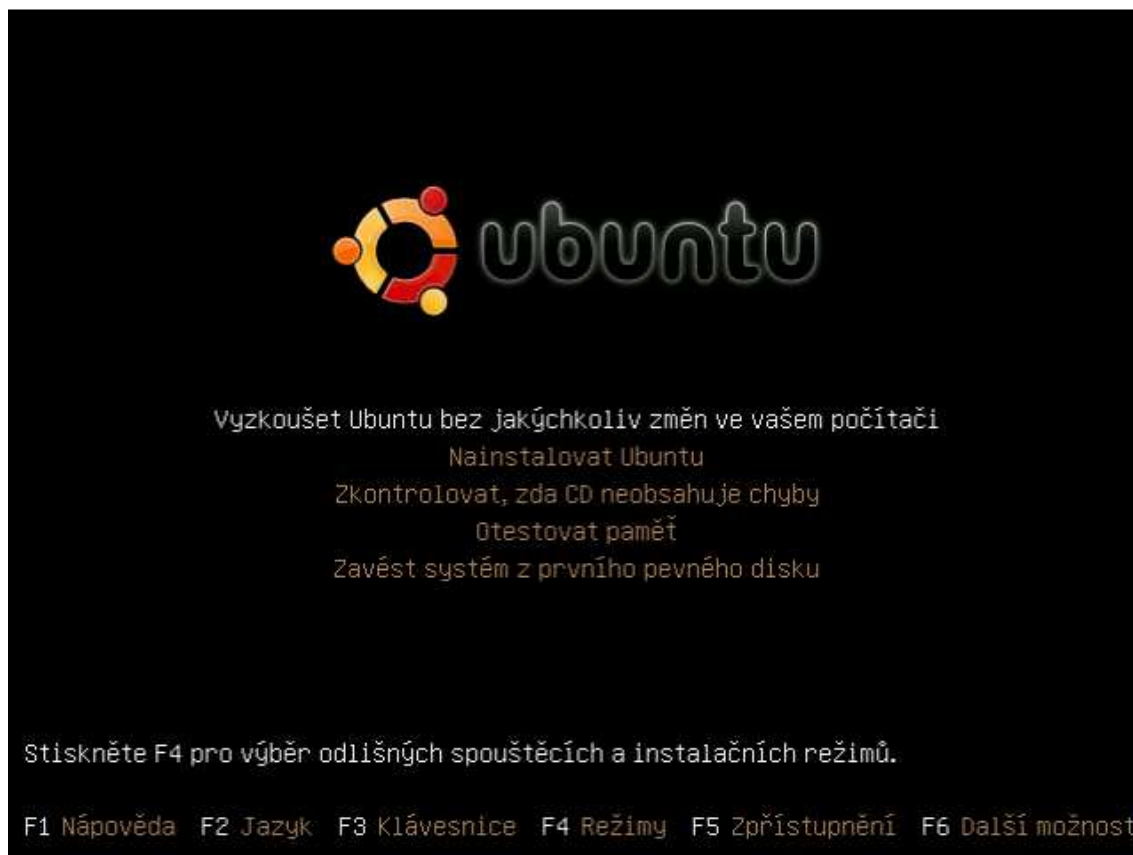 ubuntu
Vyzkoušet Ubuntu bez jakýchkoliv změn ve vašem počítači
Nainstalovat Ubuntu
Zkontrolovat, zda CD neobsahuje chyby
Otestovat paměť
Zavést systém z prvního pevného disku
Stiskněte F4 pro výběr odlišných spouštěcích a instalačních režimů.
F1 Nápověda F2 Jazyk F3 Klávesnice F4 Režimy F5 Zpřístupnění F6 Další možnost